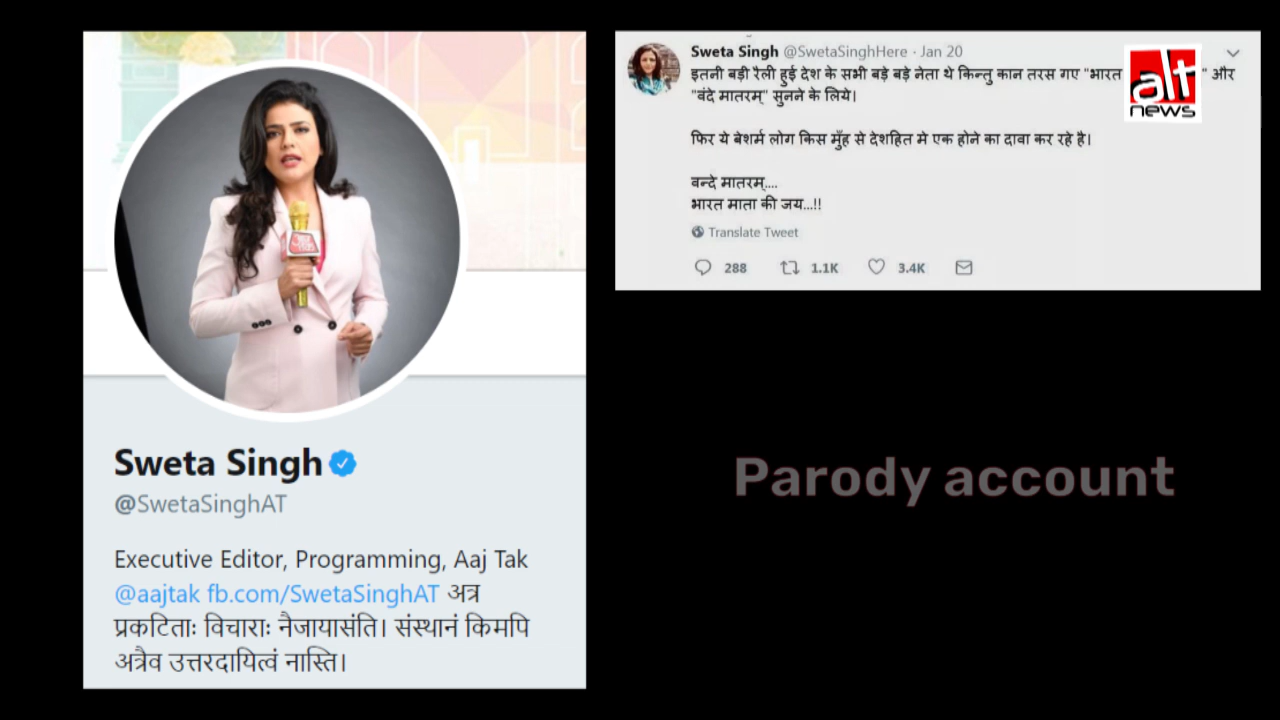 Sweta Singh
@SwetaSinghAT
Executive Editor, Programming, Aaj Tak
@aajtak fb.com/SwetaSinghAT अत्र
प्रकटिताः विचाराः नैजायासंति। संस्थानं किमपि
अत्रैव उत्तरदायित्वं नास्ति।
Sweta Singh @SwetaSinghHere · Jan 20
इतनी बड़ी रैली हुई देश के सभी बड़े बड़े नेता थे किन्तु कान तरस गए "भारत " और
"वंदे मातरम्" सुनने के लिये।
फिर ये बेशर्म लोग किस मुँह से देशहित मे एक होने का दावा कर रहे है।
बन्दे मातरम्....
भारत माता की जय...!!
Translate Tweet
288 1.1K 3.4K
alt
news
Parody account